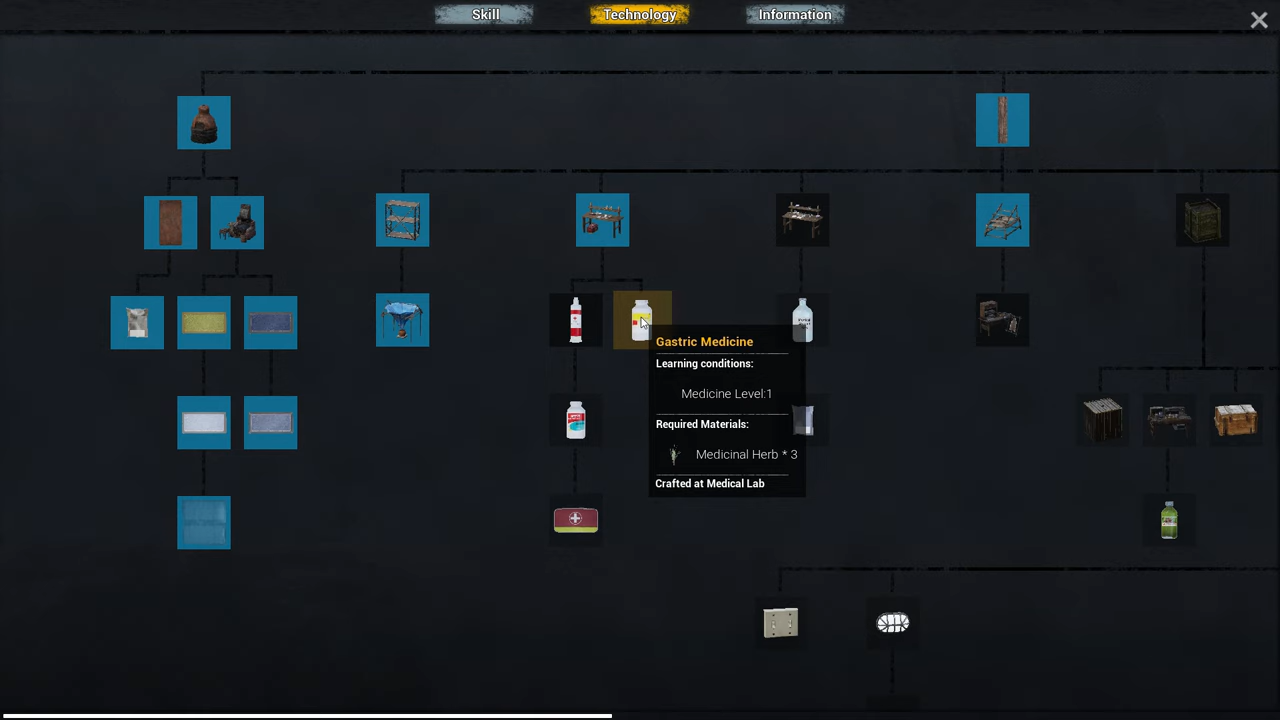 Skill
Technology
Information
Gastric Medicine
Learning conditions:
Medicine Level:1
Required Materials:
Medicinal Herb * 3
Crafted at Medical Lab